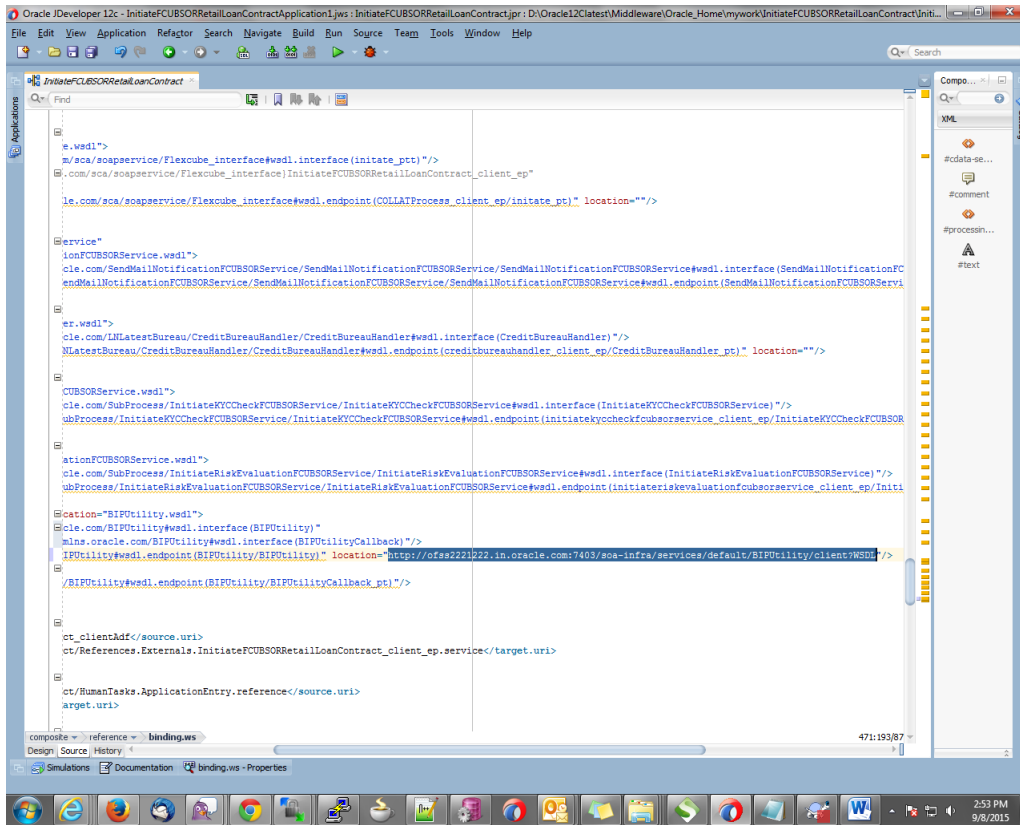 Oracle JDeveloper 12c - InitiateFCUBSORRetailLoanContractApplication1.jws : InitiateFCUBSORRetailLoanContract.jpr : D:\Oracle12Clatest\Middleware\Oracle_Home\mywork\InitiateFCUBSORRetailLoanContract\Initi...
File Edit View Application Refactor Search Navigate Build Run Source Team Tools Window Help
Search
InitiateFCUBSORRetailLoanContract
Compo...
Find
Applications
XML
#cdata-se...
#comment
#processin...
#text
e.wsdl">
m/sca/soapservice/Flexcube_interface#wsdl.interface(initate_ptt)"/>
.com/sca/soapservice/Flexcube_interface}InitiateFCUBSORRetailLoanContract_client_ep"
le.com/sca/soapservice/Flexcube_interface#wsdl.endpoint(COLLATProcess_client_ep/initate_pt)" location=""/>
ervice"
ionFCUBSORService.wsdl">
cle.com/SendMailNotificationFCUBSORService/SendMailNotificationFCUBSORService/SendMailNotificationFCUBSORService#wsdl.interface(SendMailNotificationFC
endMailNotificationFCUBSORService/SendMailNotificationFCUBSORService/SendMailNotificationFCUBSORService#wsdl.endpoint(SendMailNotificationFCUBSORServi
er.wsdl">
cle.com/LNLatestBureau/CreditBureauHandler/CreditBureauHandler#wsdl.interface(CreditBureauHandler)"/>
NLatestBureau/CreditBureauHandler/CreditBureauHandler#wsdl.endpoint(creditbureauhandler_client_ep/CreditBureauHandler_pt)" location=""/>
CUBSORService.wsdl">
cle.com/SubProcess/InitiateKYCCheckFCUBSORService/InitiateKYCCheckFCUBSORService#wsdl.interface(InitiateKYCCheckFCUBSORService)"/>
ubProcess/InitiateKYCCheckFCUBSORService/InitiateKYCCheckFCUBSORService#wsdl.endpoint(initiatekyccheckfcubsorservice_client_ep/InitiateKYCCheckFCUBSOR
ationFCUBSORService.wsdl">
cle.com/SubProcess/InitiateRiskEvaluationFCUBSORService/InitiateRiskEvaluationFCUBSORService#wsdl.interface(InitiateRiskEvaluationFCUBSORService)"/>
ubProcess/InitiateRiskEvaluationFCUBSORService/InitiateRiskEvaluationFCUBSORService#wsdl.endpoint(initiateriskevaluationfcubsorservice_client_ep/Initi
cation="BIPUtility.wsdl">
cle.com/BIPUtility#wsdl.interface(BIPUtility)"
mlns.oracle.com/BIPUtility#wsdl.interface(BIPUtilityCallback)"/>
IPUtility#wsdl.endpoint(BIPUtility/BIPUtility)" location="http://ofss2221222.in.oracle.com:7403/soa-infra/services/default/BIPUtility/client?WSDL"/>
/BIPUtility#wsdl.endpoint(BIPUtility/BIPUtilityCallback_pt)"/>
ct_clientAdf</source.uri>
ct/References.Externals.InitiateFCUBSORRetailLoanContract_client_ep.service</target.uri>
ct/HumanTasks.ApplicationEntry.reference</source.uri>
arget.uri>
composite reference binding.ws 471:193/87
Design Source History
Simulations Documentation binding.ws - Properties
2:53 PM
9/8/2015